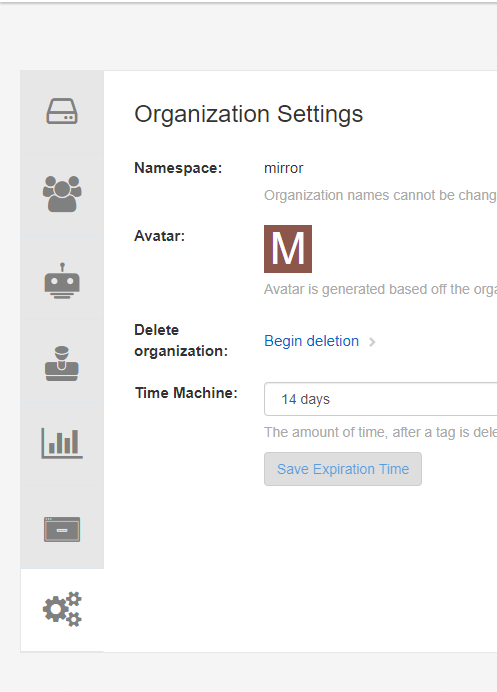 Organization Settings
Namespace:
mirror
Organization names cannot be chang
Avatar:
M
Avatar is generated based off the orga
Delete
organization:
Begin deletion
Time Machine:
14 days
The amount of time, after a tag is dele
Save Expiration Time